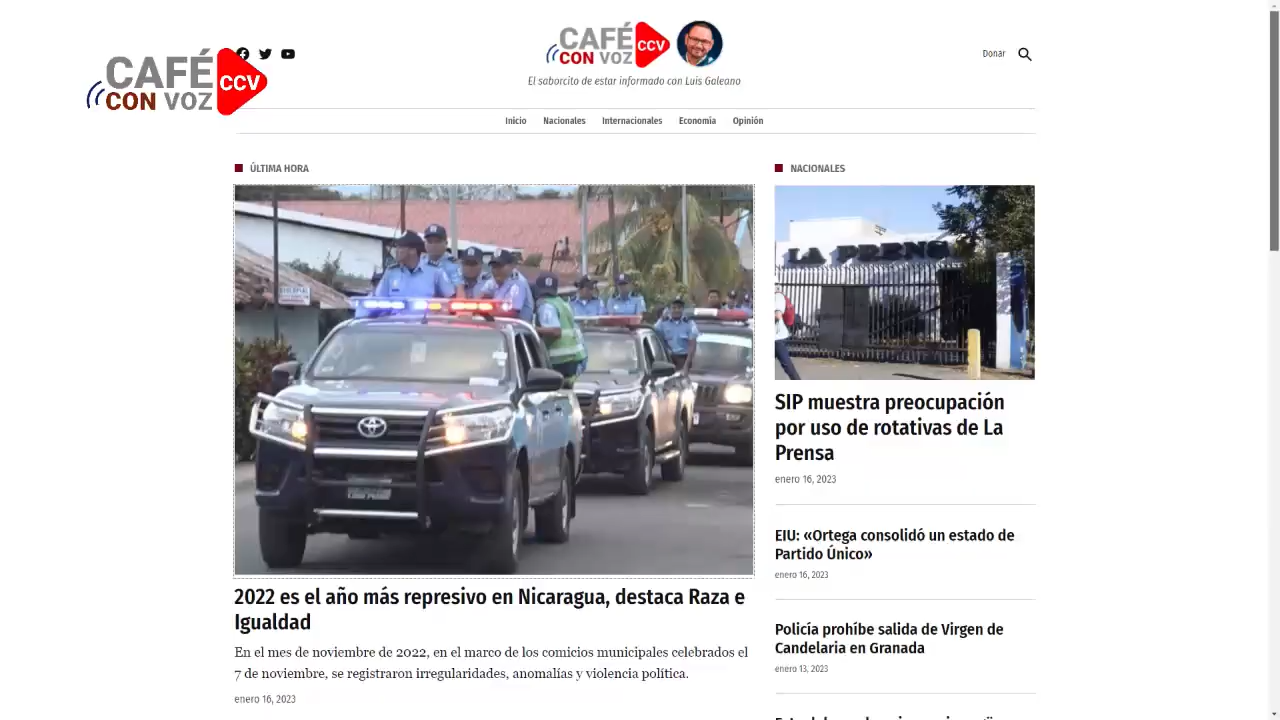 CAFÉ
CON VOZ
CCV
CAFÉ
CON VOZ
CCV
El saborcito de estar informado con Luis Galeano
Donar
Inicio Nacionales Internacionales Economía Opinión
ÚLTIMA HORA
2022 es el año más represivo en Nicaragua, destaca Raza e
Igualdad
En el mes de noviembre de 2022, en el marco de los comicios municipales celebrados el
7 de noviembre, se registraron irregularidades, anomalías y violencia política.
enero 16, 2023
NACIONALES
LA PRENS
SIP muestra preocupación
por uso de rotativas de La
Prensa
enero 16, 2023
EIU: «Ortega consolidó un estado de
Partido Único»
enero 16, 2023
Policía prohíbe salida de Virgen de
Candelaria en Granada
enero 13, 2023